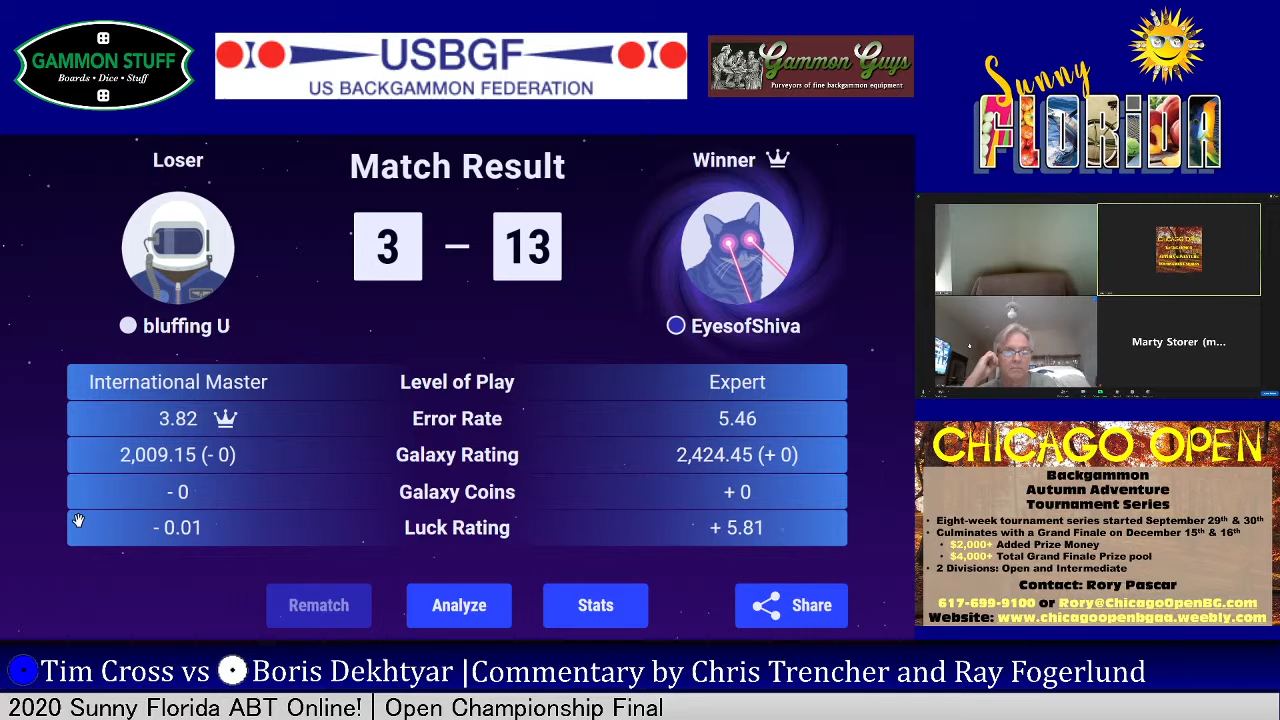 GAMMON STUFF
Boards • Dice • Stuff
USBGF
US BACKGAMMON FEDERATION
Gammon Guys
Purveyors of fine backgammon equipment
Sunny
FLORiDA
Loser
Match Result
Winner
3 – 13
bluffing U
EyesofShiva
International Master Level of Play Expert
3.82 Error Rate 5.46
2,009.15 (- 0) Galaxy Rating 2,424.45 (+ 0)
- 0 Galaxy Coins + 0
- 0.01 Luck Rating + 5.81
Rematch
Analyze
Stats
Share
CHICAGO OPEN
BACKGAMMON
AUTUMN ADVENTURE
TOURNAMENT SERIES
Marty Storer (m...
CHICAGO OPEN
Backgammon
Autumn Adventure
Tournament Series
• Eight-week tournament series started September 29th & 30th
• Culminates with a Grand Finale on December 15th & 16th
• $2,000+ Added Prize Money
• $4,000+ Total Grand Finale Prize pool
• 2 Divisions: Open and Intermediate
Contact: Rory Pascar
617-699-9100 or Rory@ChicagoOpenBG.com
Website: www.chicagoopenbgaa.weebly.com
Tim Cross vs Boris Dekhtyar |Commentary by Chris Trencher and Ray Fogerlund
2020 Sunny Florida ABT Online! | Open Championship Final